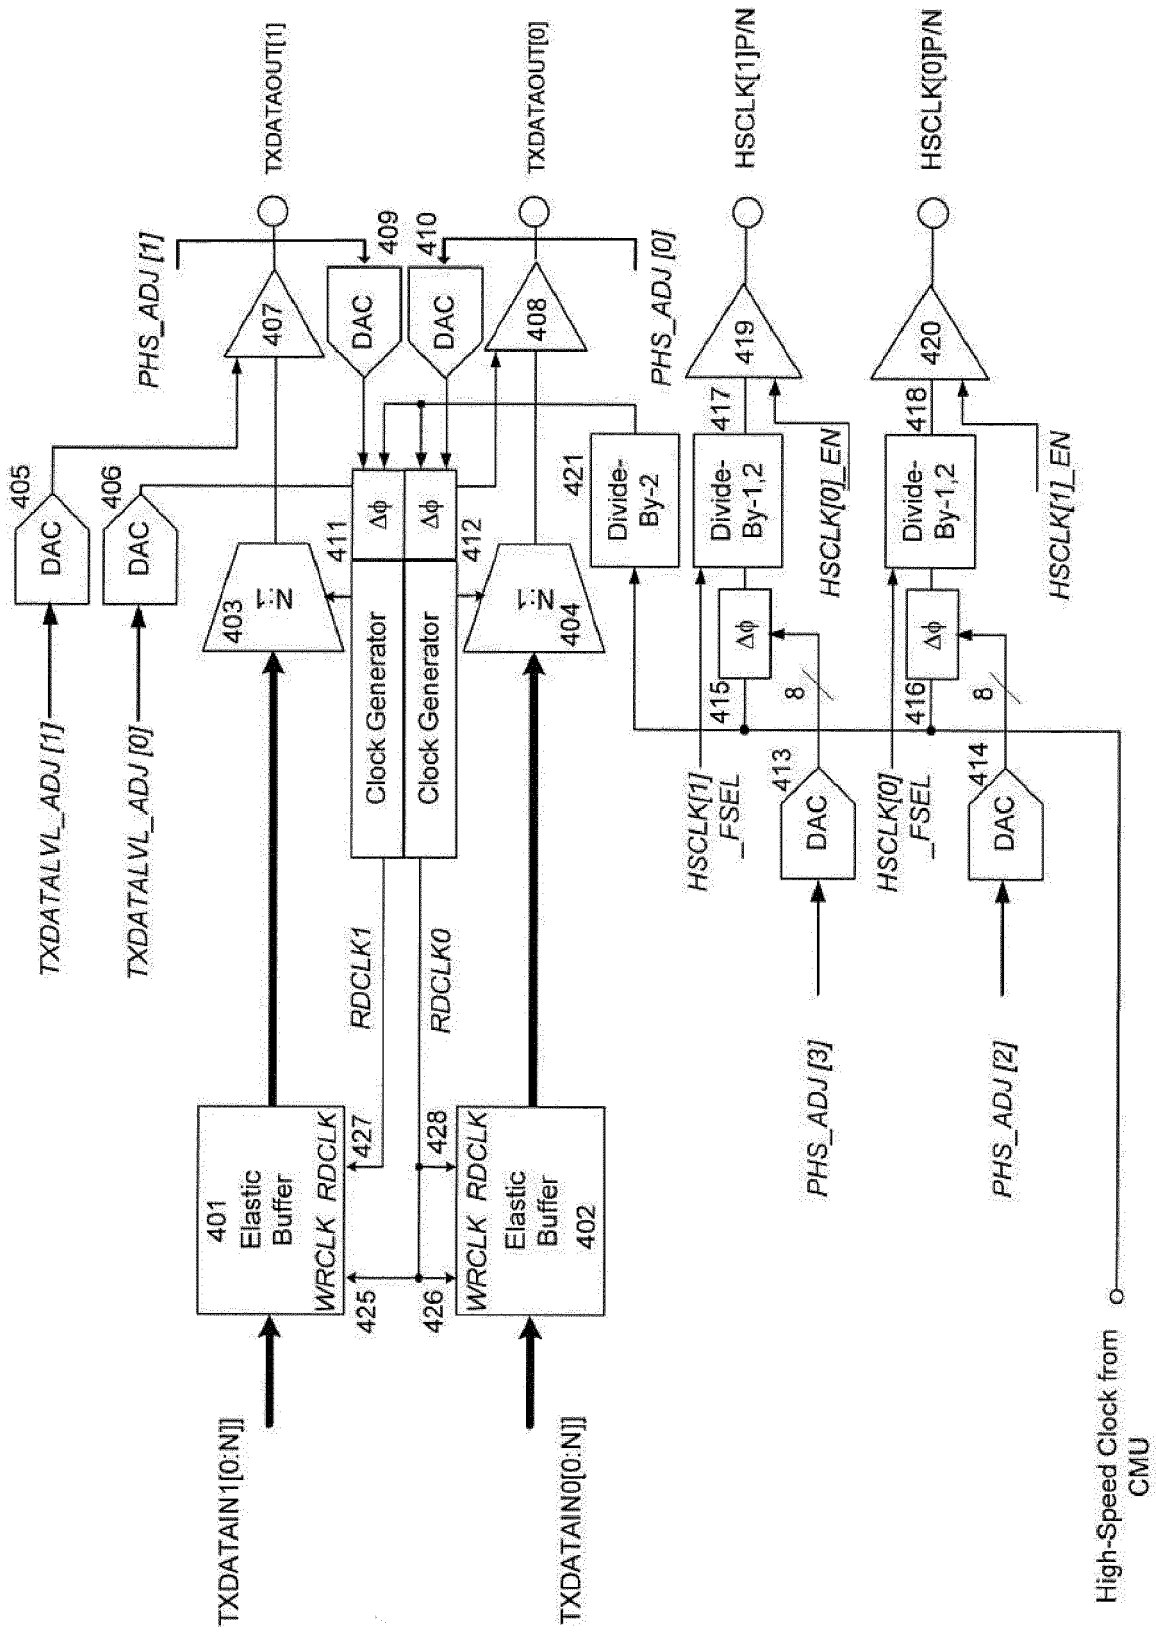 TXDATALVL_ADJ [1]
DAC
405
TXDATALVL_ADJ [0]
DAC
406
PHS_ADJ [1]
TXDATAIN1[0:N]]
401
Elastic
Buffer
WRCLK RDCLK
403
N:1
407
TXDATAOUT[1]
425
427
RDCLK1
Clock Generator
411
Δϕ
DAC
409
426
428
RDCLK0
Clock Generator
412
Δϕ
DAC
410
TXDATAIN0[0:N]]
WRCLK RDCLK
Elastic
Buffer
402
N:1
404
408
TXDATAOUT[0]
PHS_ADJ [0]
421
Divide-
By-2
HSCLK[1]
_FSEL
415
Δϕ
Divide-
By-1,2
417
419
HSCLK[1]P/N
PHS_ADJ [3]
DAC
413
8
HSCLK[0]_EN
HSCLK[0]
_FSEL
416
Δϕ
Divide-
By-1,2
418
420
HSCLK[0]P/N
PHS_ADJ [2]
DAC
414
8
HSCLK[1]_EN
High-Speed Clock from
CMU